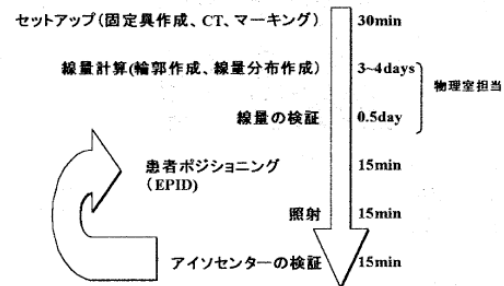 セットアップ（固定具作成、CT、マーキング） 30min
線量計算(輪郭作成、線量分布作成） 3~4days
物理室担当
線量の検証 0.5day
患者ポジショニング 15min
（EPID)
照射 15min
アイソセンターの検証 15min